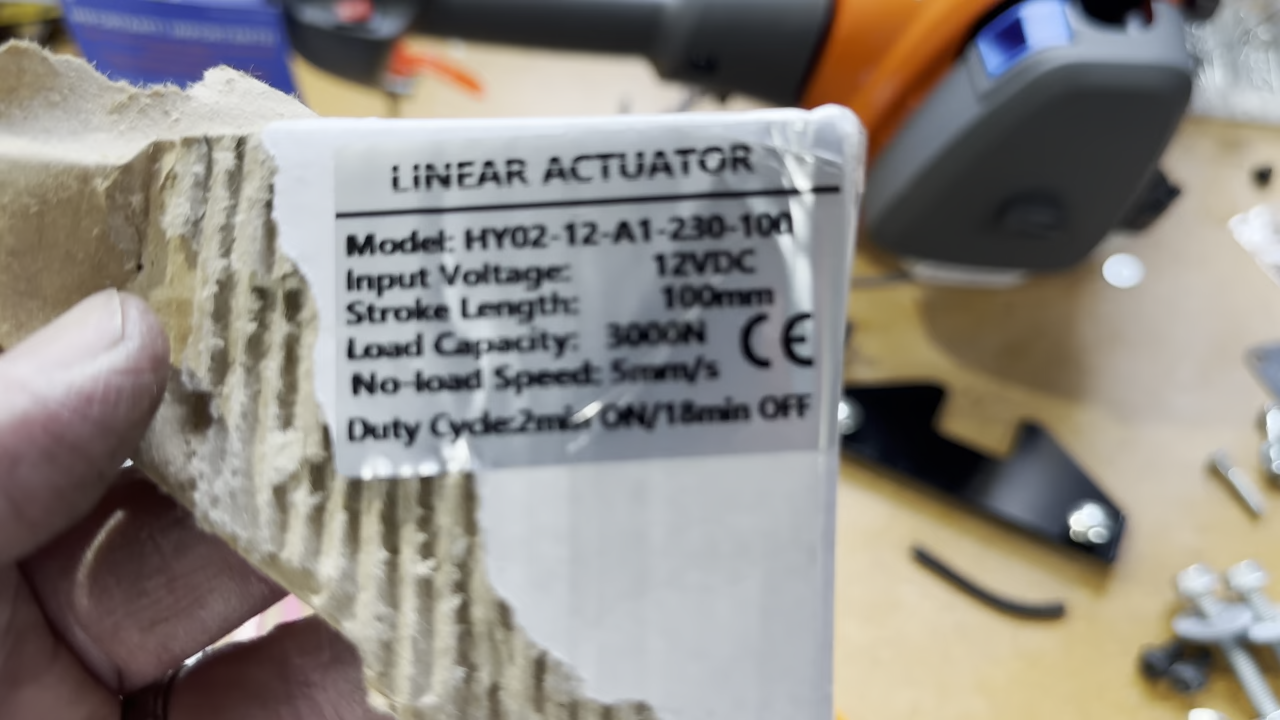 LINEAR ACTUATOR
Model: HY02-12-A1-230-100
Input Voltage: 12VDC
Stroke Length: 100mm
Load Capacity: 3000N
CE
No-load Speed: 5mm/s
Duty Cycle:2min ON/18min OFF